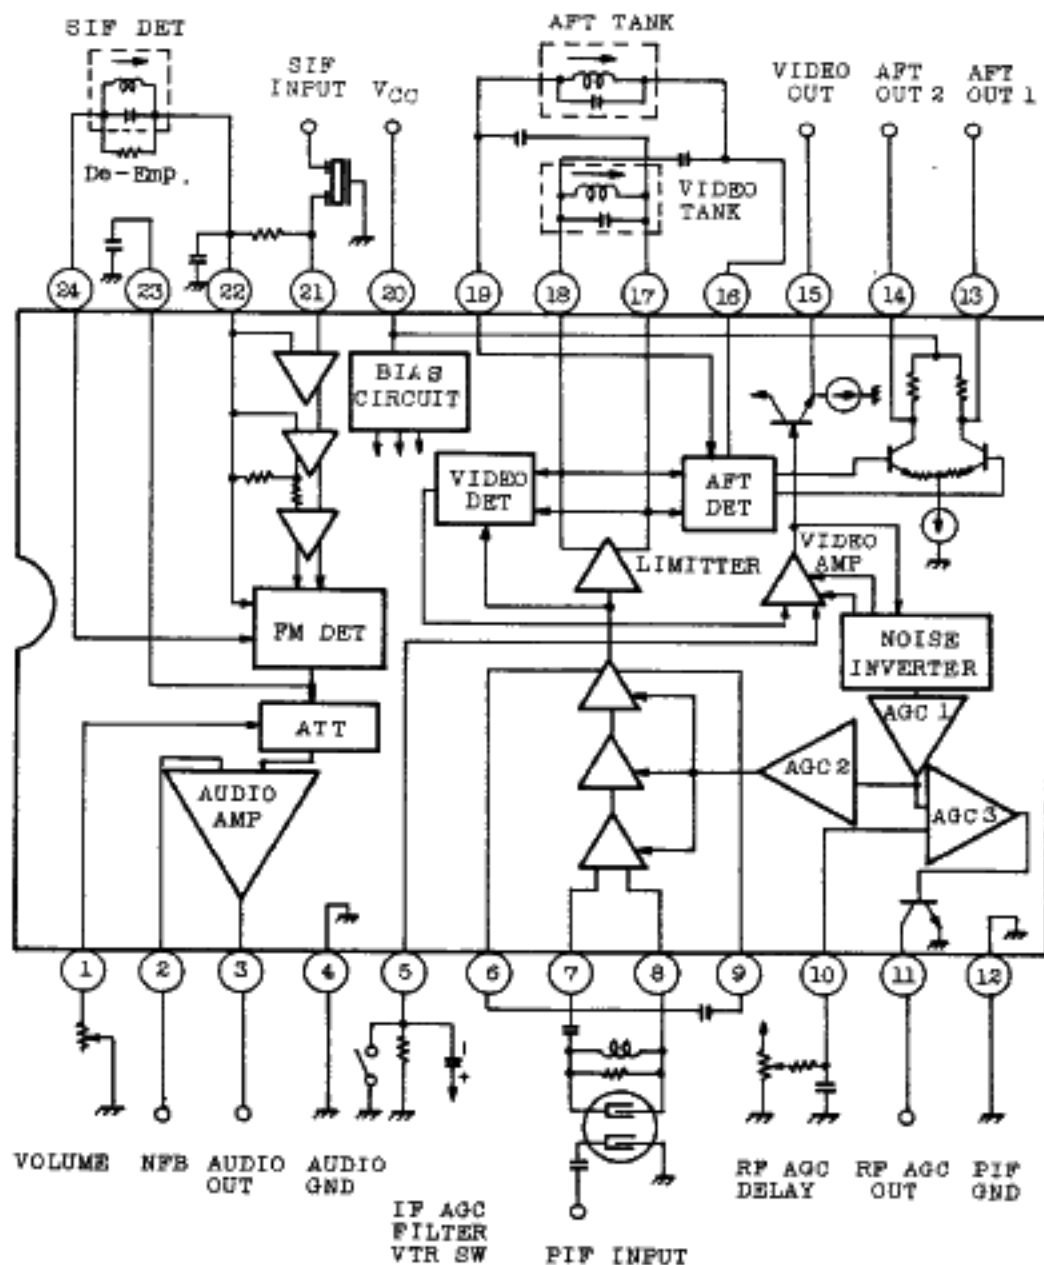 SIF DET
AFT TANK
SIF
INPUT
VCC
VIDEO
OUT
AFT
OUT 2
AFT
OUT 1
De-Emp.
VIDEO
TANK
24
23
22
21
20
19
18
17
16
15
14
13
BIAS
CIRCUIT
VIDEO
DET
AFT
DET
LIMITTER
VIDEO
AMP
FM DET
NOISE
INVERTER
ATT
AGC 1
AGC 2
AGC 3
AUDIO
AMP
1
2
3
4
5
6
7
8
9
10
11
12
VOLUME
NFB
AUDIO
OUT
AUDIO
GND
IF AGC
FILTER
VTR SW
PIF INPUT
RF AGC
DELAY
RF AGC
OUT
PIF
GND
- 
+